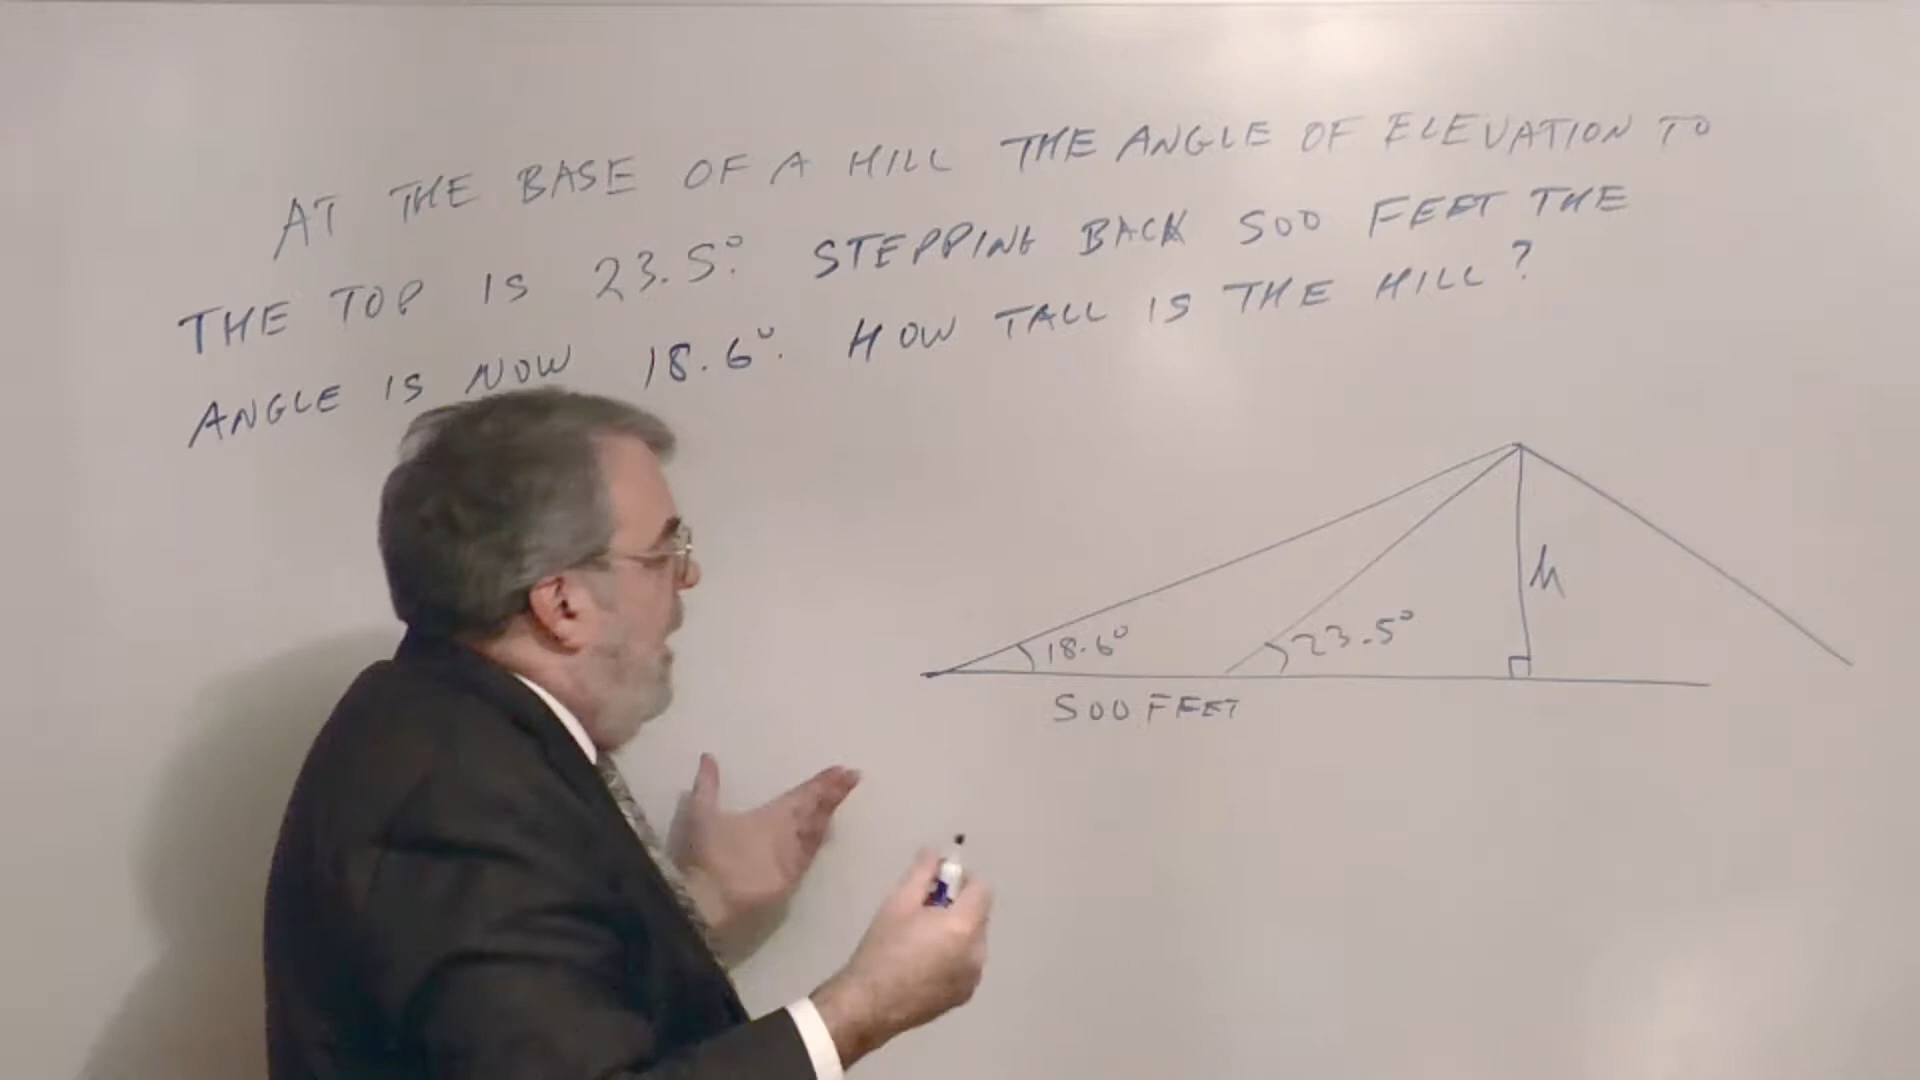 AT THE BASE OF A HILL THE ANGLE OF ELEVATION TO
THE TOP IS 23.5°. STEPPING BACK 500 FEET THE
ANGLE IS NOW 18.6°. HOW TALL IS THE HILL?
h
18.6°
23.5°
500 FEET